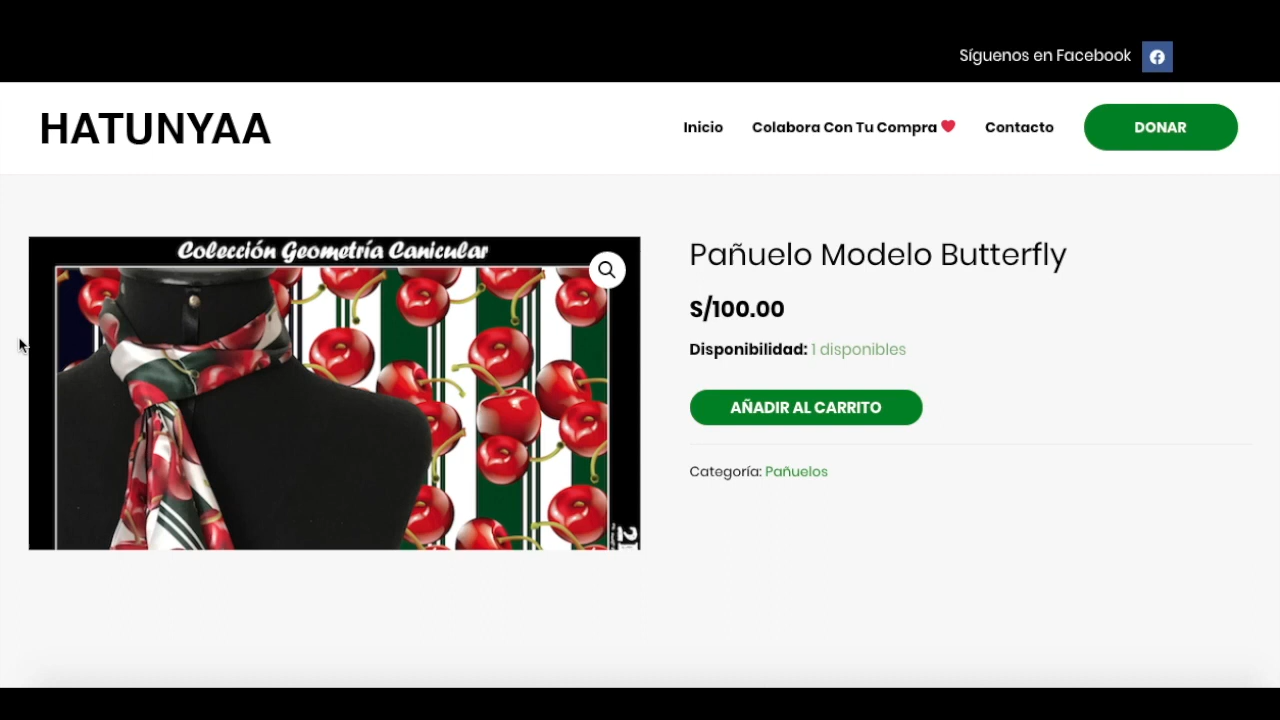 Síguenos en Facebook
HATUNYAA
Inicio
Colabora Con Tu Compra
Contacto
DONAR
Colección Geometría Canicular
Pañuelo Modelo Butterfly
S/100.00
Disponibilidad: 1 disponibles
AÑADIR AL CARRITO
Categoría: Pañuelos